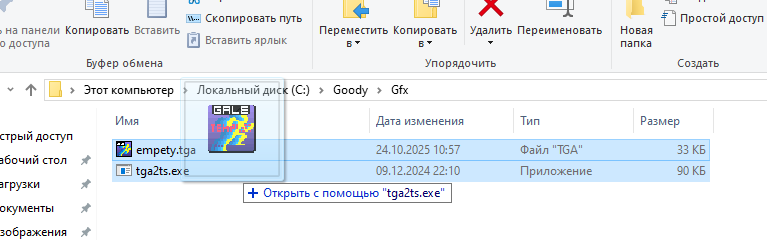 Вырезать
Скопировать путь
ть на панели
о доступа
Копировать
Вставить
Вставить ярлык
Переместить в
Копировать в
Удалить
Переименовать
Новая папка
Простой доступ
Буфер обмена
Упорядочить
Создать
Этот компьютер
Локальный диск (C:)
Goody
Gfx
Имя
Дата изменения
Тип
Размер
стрый доступ
empety.tga
24.10.2025 10:57
Файл "TGA"
33 КБ
абочий стол
tga2ts.exe
09.12.2024 22:10
Приложение
90 КБ
агрузки
Открыть с помощью "tga2ts.exe"
окументы
зображения
GALE